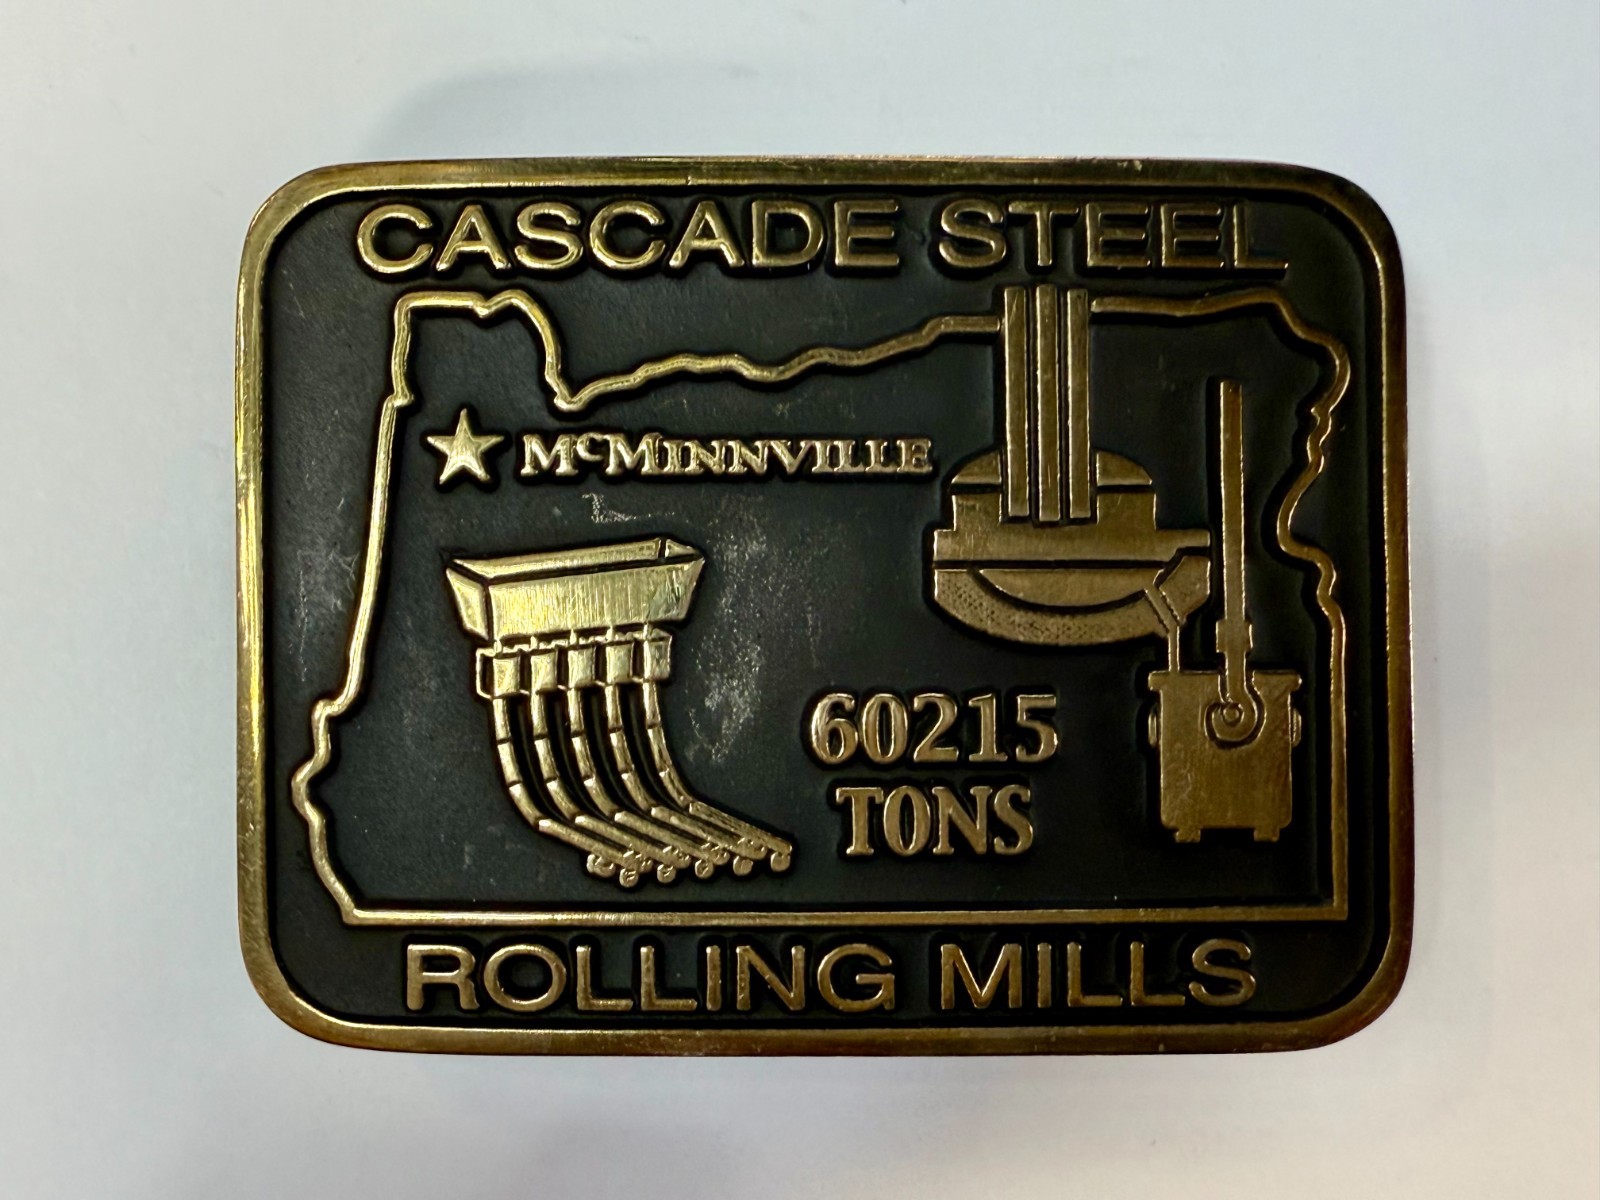 CASCADE STEEL
McMINNVILLE
60215
TONS
ROLLING MILLS